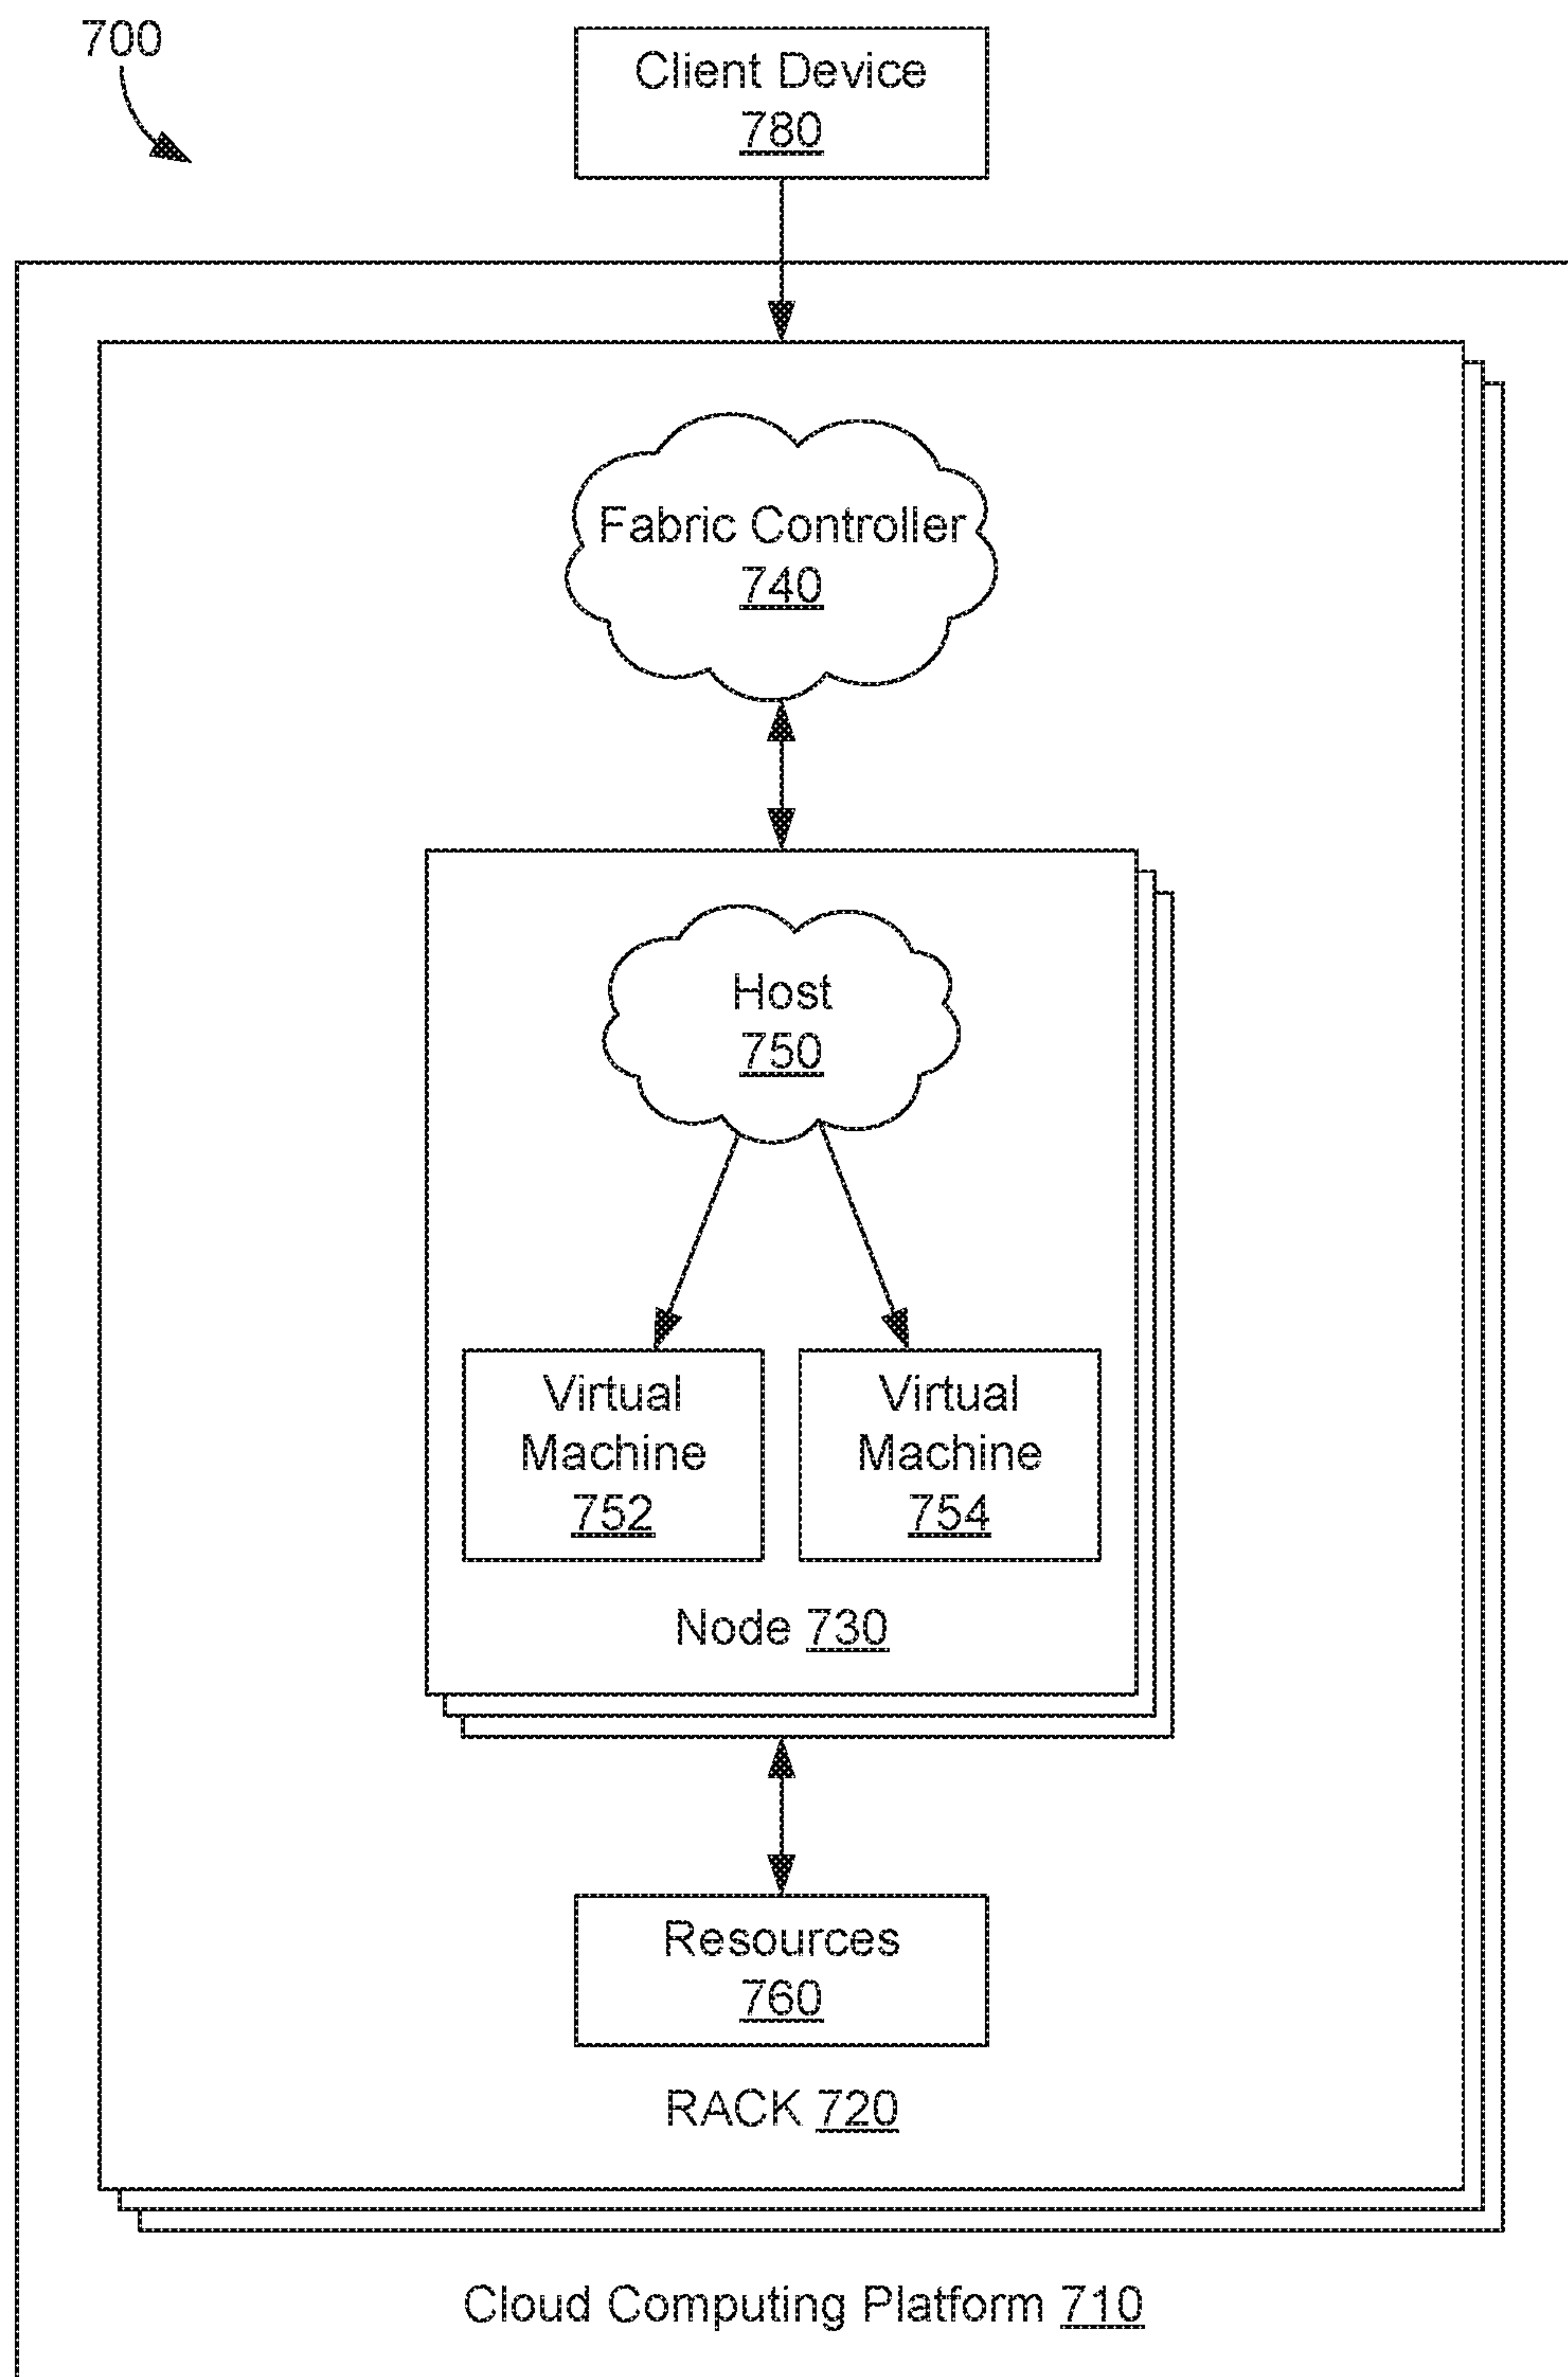 700
Client Device
780
Fabric Controller
740
Host
750
Virtual
Machine
752
Virtual
Machine
754
Node 730
Resources
760
RACK 720
Cloud Computing Platform 710